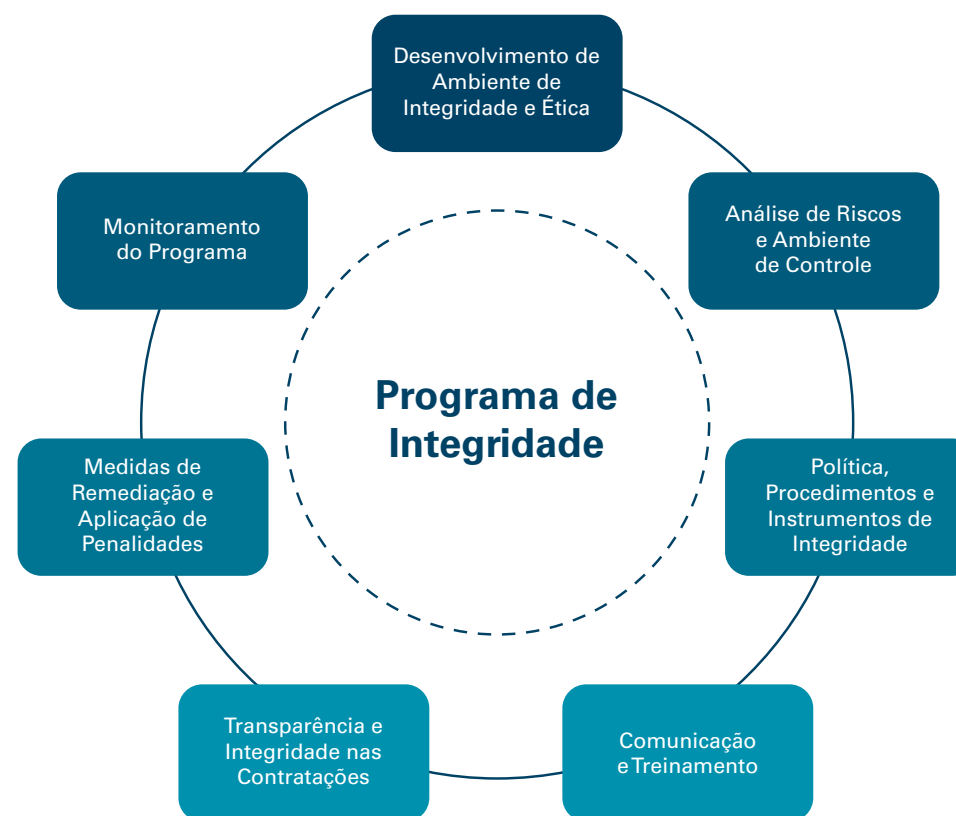 Desenvolvimento de
Ambiente de
Integridade e Ética
Análise de Riscos
e Ambiente
de Controle
Política,
Procedimentos e
Instrumentos de
Integridade
Comunicação
e Treinamento
Transparência e
Integridade nas
Contratações
Medidas de
Remediação e
Aplicação de
Penalidades
Monitoramento
do Programa
Programa de
Integridade